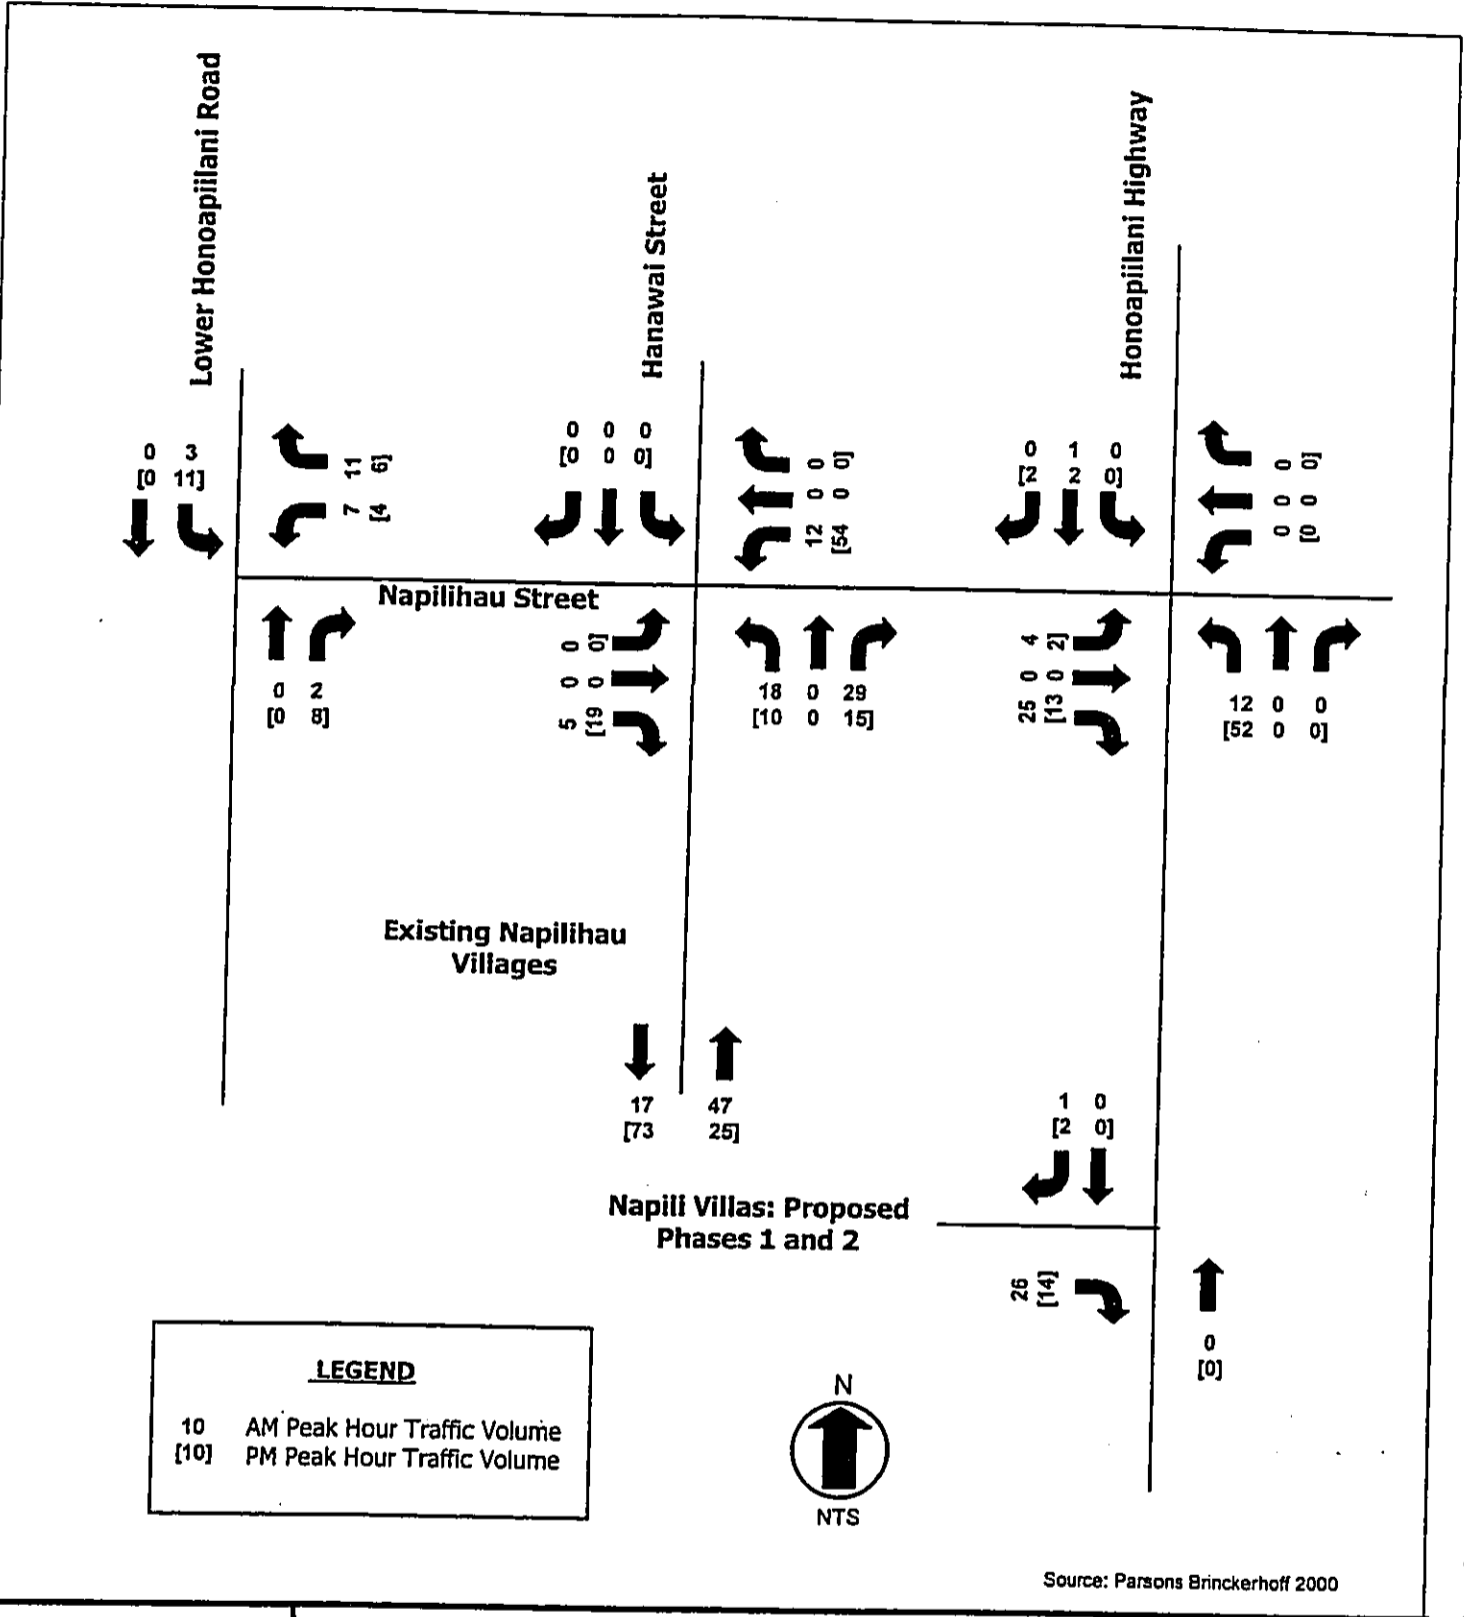 Lower Honoapiilani Road
Hanawai Street
Honoapiilani Highway
0 3
[0 11]
11 6]
7 [4
0 0 0
[0 0 0]
0 0]
0 0
12 [54
0 1 0
[2 2 0]
0 0]
0 0
0 [0
Napilihau Street
0 2
[0 8]
0 0]
0 0
5 [19
18 0 29
[10 0 15]
4 2]
0 0
25 [13
12 0 0
[52 0 0]
Existing Napilihau
Villages
17 47
[73 25]
1 0
[2 0]
Napili Villas: Proposed
Phases 1 and 2
26
[14]
0
[0]
LEGEND
10 AM Peak Hour Traffic Volume
[10] PM Peak Hour Traffic Volume
N
NTS
Source: Parsons Brinckerhoff 2000